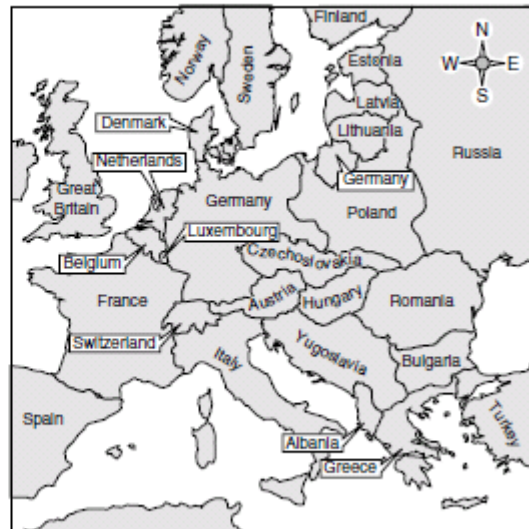 Finland
N
Norway
Sweden
Estonia
W
E
S
Latvia
Denmark
Lithuania
Russia
Netherlands
Germany
Great
Britain
Germany
Poland
Luxembourg
Belgium
Czechoslovakia
France
Austria
Hungary
Romania
Switzerland
Yugoslavia
Italy
Bulgaria
Spain
Turkey
Albania
Greece